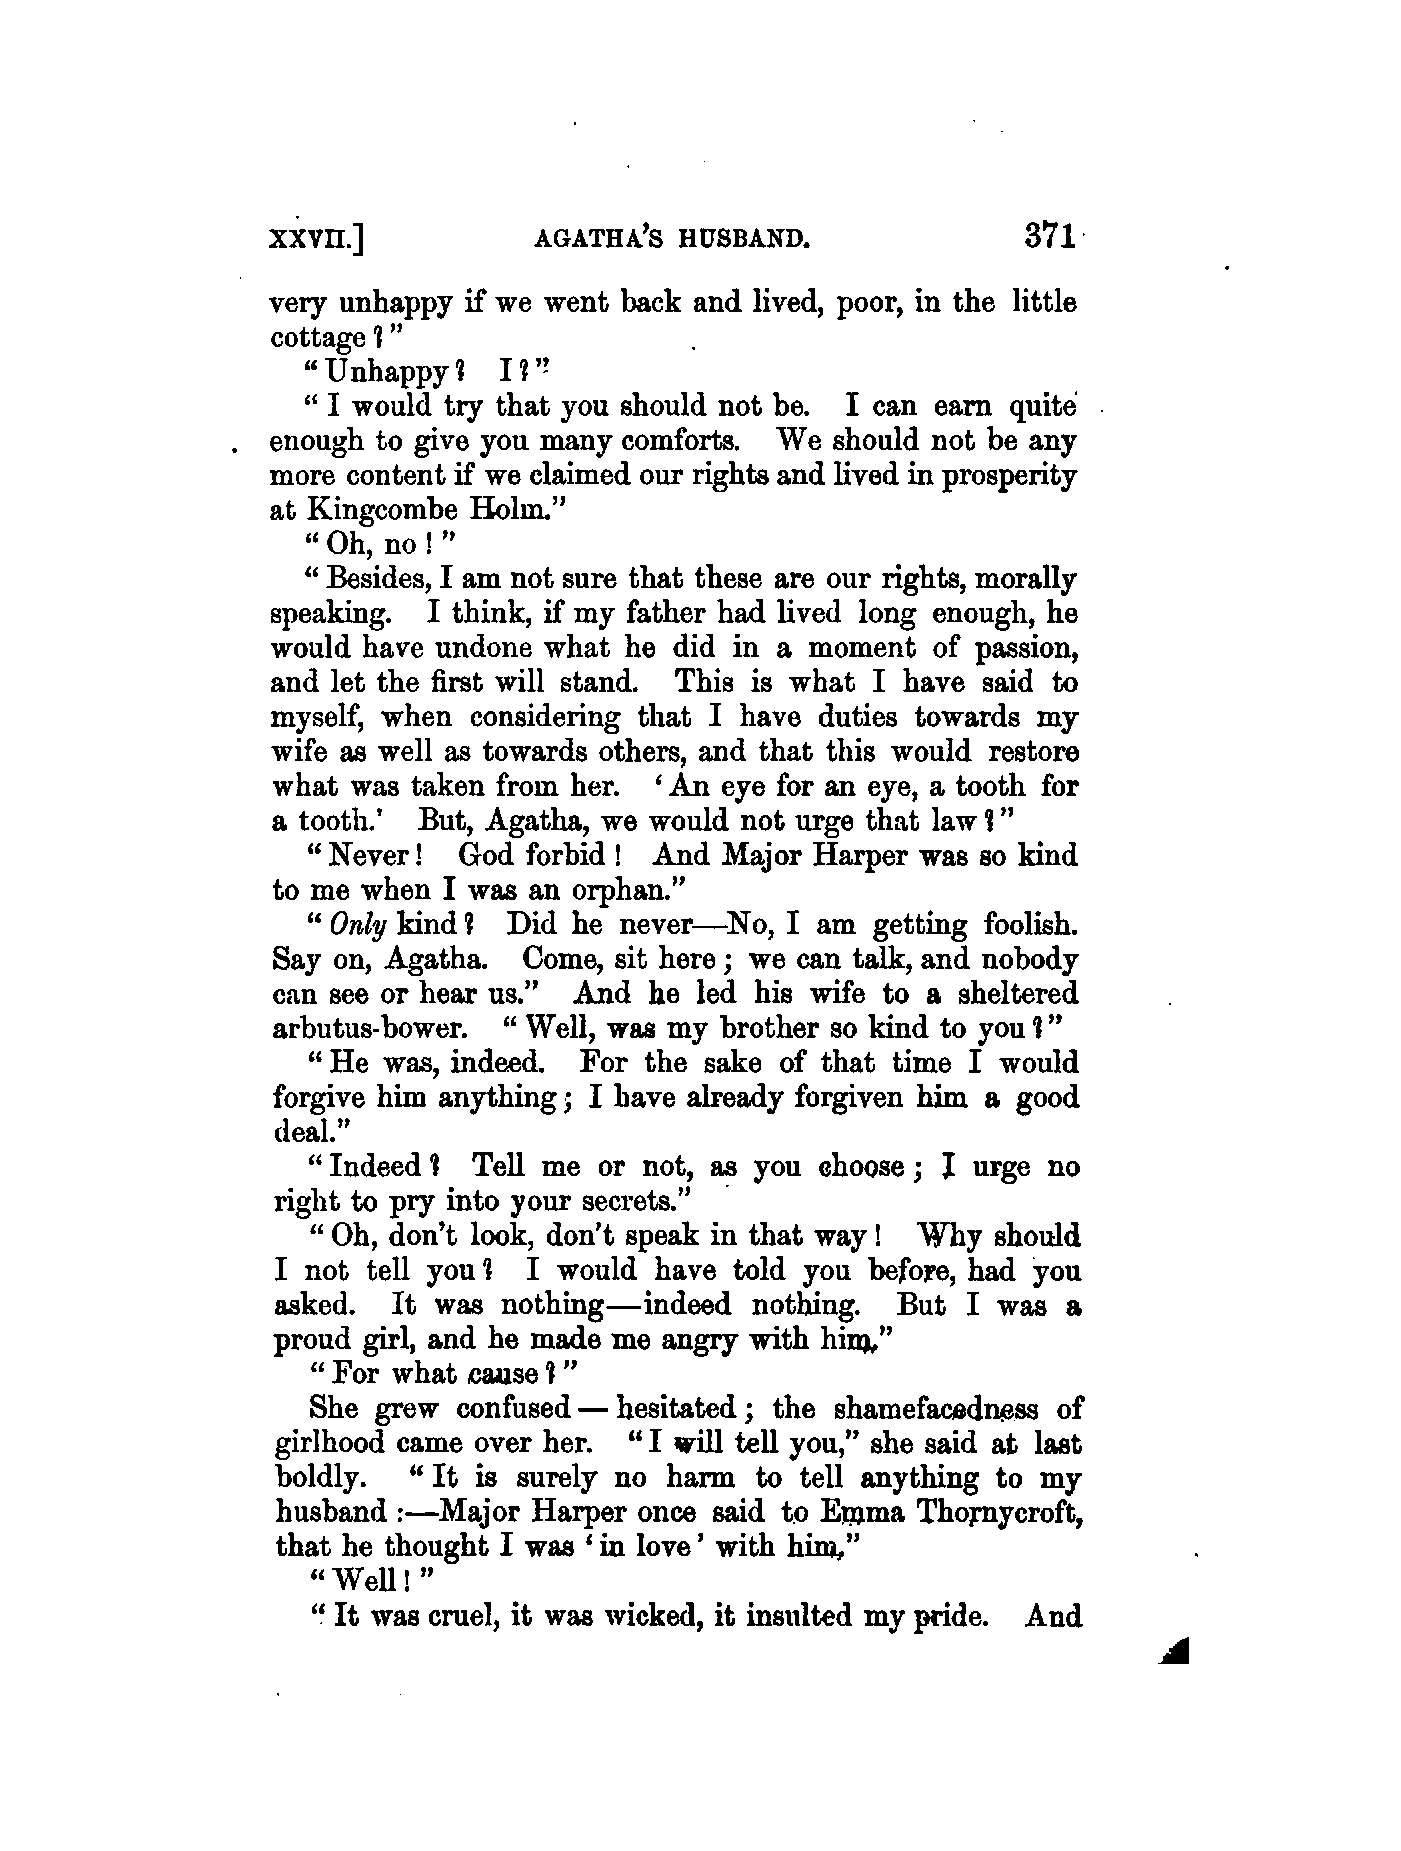 XXVII.] AGATHA'S HUSBAND. 371
very unhappy if we went back and lived, poor, in the little
cottage?"
"Unhappy? I?"
"I would try that you should not be. I can earn quite
enough to give you many comforts. We should not be any
more content if we claimed our rights and lived in prosperity
at Kingcombe Holm."
"Oh, no!"
"Besides, I am not sure that these are our rights, morally
speaking. I think, if my father had lived long enough, he
would have undone what he did in a moment of passion,
and let the first will stand. This is what I have said to
myself, when considering that I have duties towards my
wife as well as towards others, and that this would restore
what was taken from her. 'An eye for an eye, a tooth for
a tooth.' But, Agatha, we would not urge that law?"
"Never! God forbid! And Major Harper was so kind
to me when I was an orphan."
"Only kind? Did he never—No, I am getting foolish.
Say on, Agatha. Come, sit here; we can talk, and nobody
can see or hear us." And he led his wife to a sheltered
arbutus-bower. "Well, was my brother so kind to you?"
"He was, indeed. For the sake of that time I would
forgive him anything; I have already forgiven him a good
deal."
"Indeed? Tell me or not, as you choose; I urge no
right to pry into your secrets."
"Oh, don't look, don't speak in that way! Why should
I not tell you? I would have told you before, had you
asked. It was nothing—indeed nothing. But I was a
proud girl, and he made me angry with him."
"For what cause?"
She grew confused — hesitated; the shamefacedness of
girlhood came over her. "I will tell you," she said at last
boldly. "It is surely no harm to tell anything to my
husband:—Major Harper once said to Emma Thornycroft,
that he thought I was 'in love' with him."
"Well!"
"It was cruel, it was wicked, it insulted my pride. And